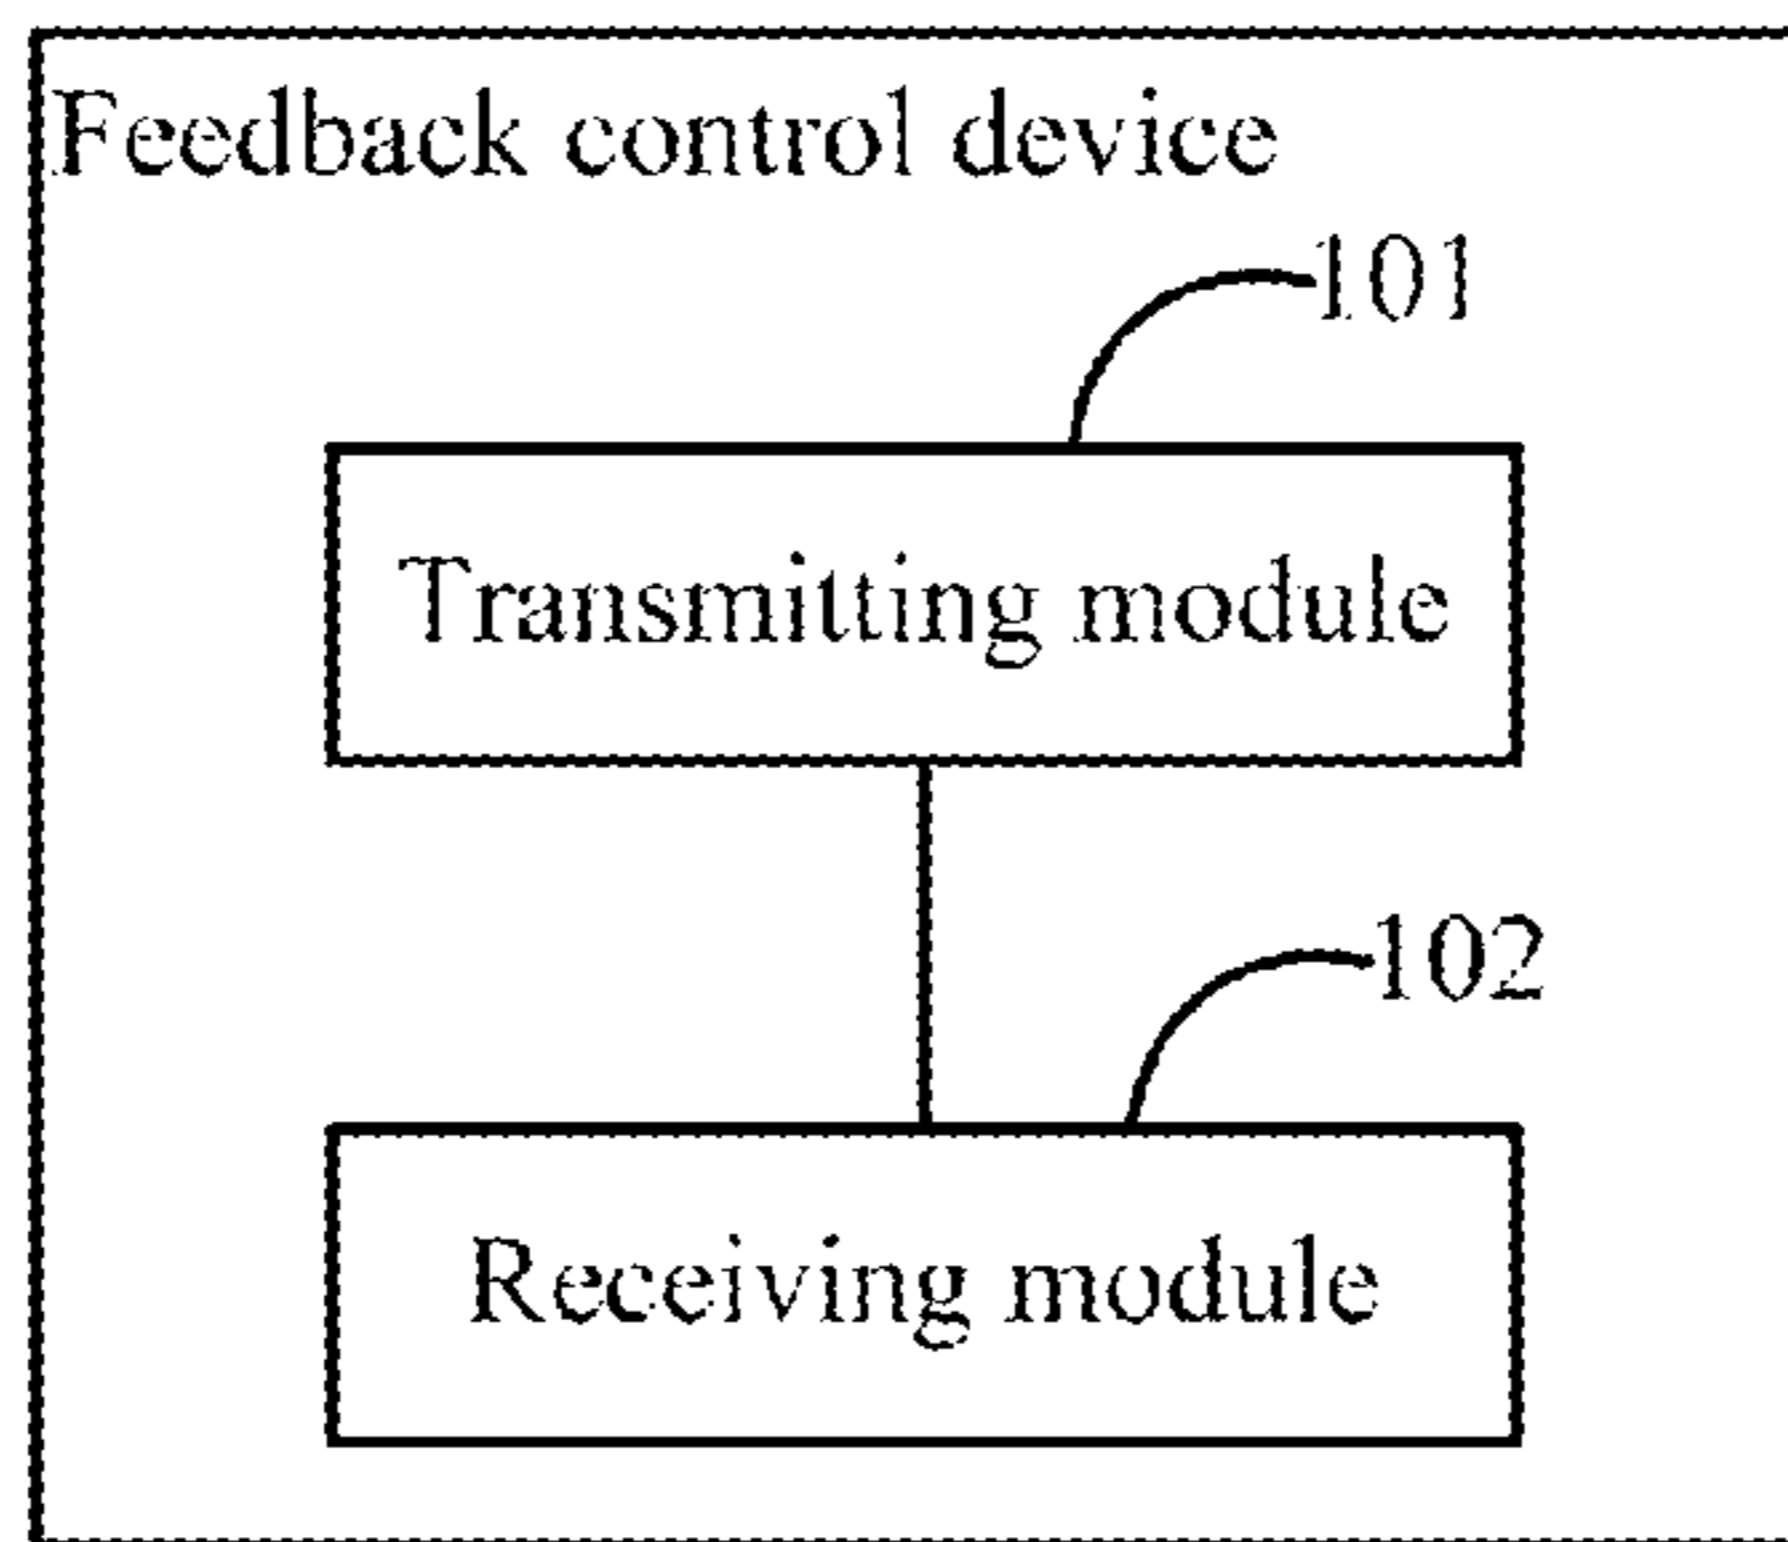 Feedback control device
101
Transmitting module
102
Receiving module